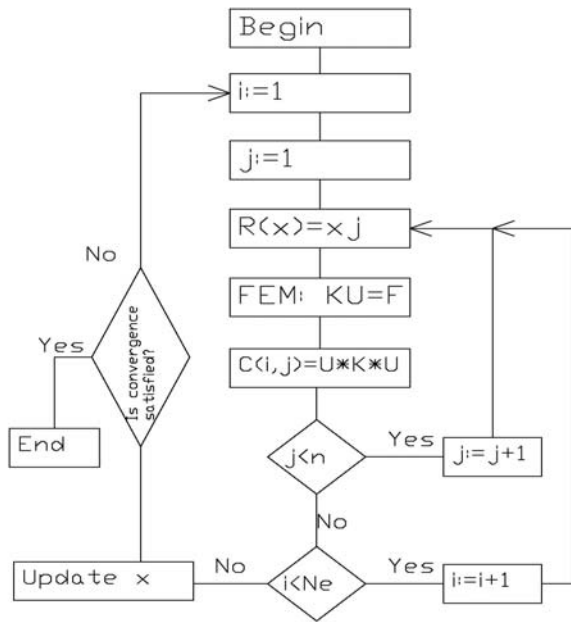 Begin
i:=1
j:=1
R(x)=xj
No
FEM: KU=F
Yes
Is convergence
satisfied?
C(i,j)=U*K*U
End
j<n
Yes
j:=j+1
No
Update x
No
i<Ne
Yes
i:=i+1